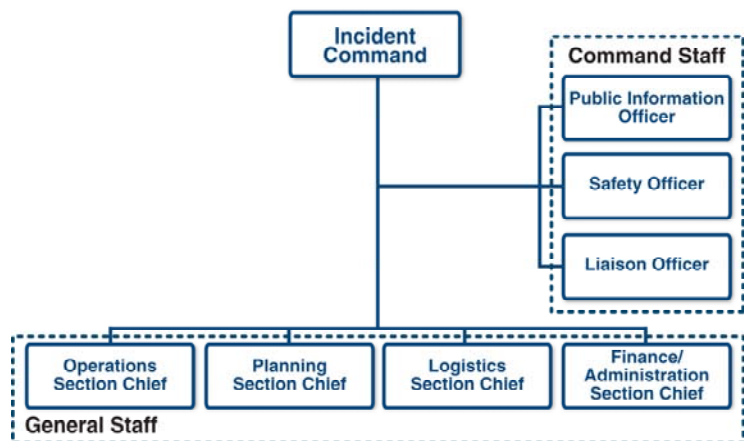 Incident
Command
Command Staff
Public Information
Officer
Safety Officer
Liaison Officer
Operations
Section Chief
Planning
Section Chief
Logistics
Section Chief
Finance/
Administration
Section Chief
General Staff